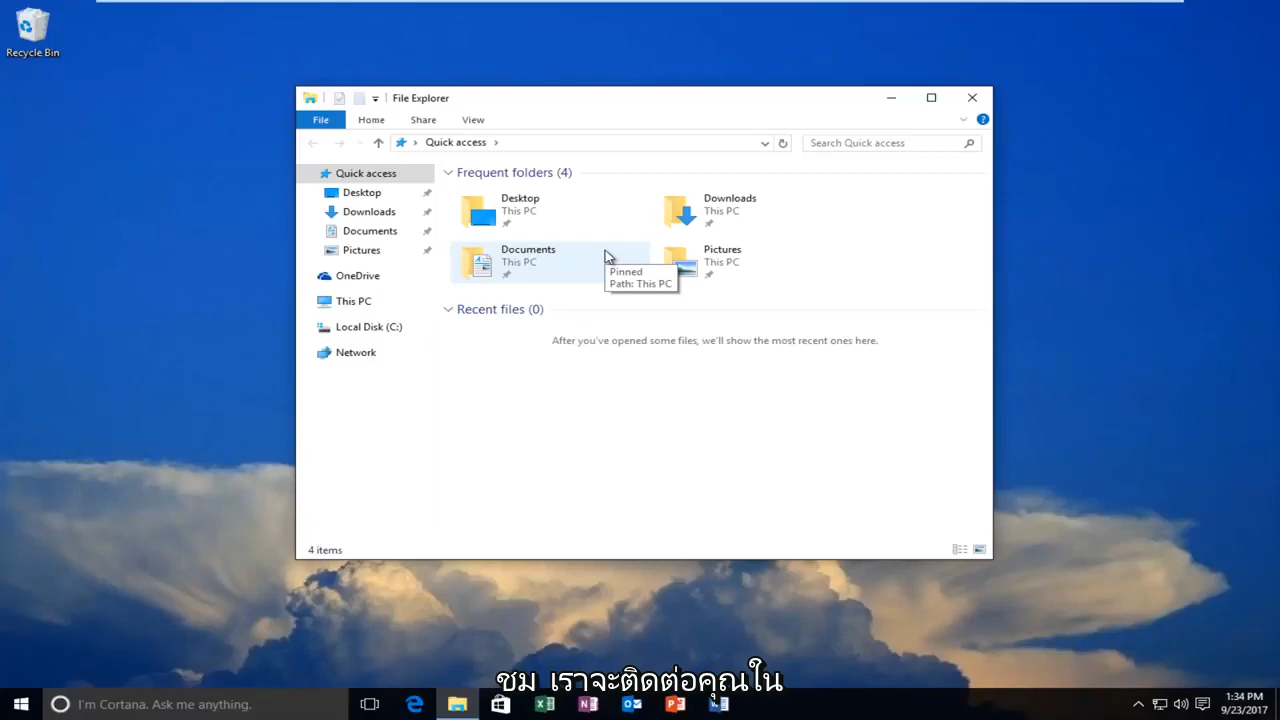 Recycle Bin
File Explorer
File Home Share View
Quick access
Search Quick access
Quick access
Desktop
Downloads
Documents
Pictures
OneDrive
This PC
Local Disk (C:)
Network
Frequent folders (4)
Desktop
This PC
Downloads
This PC
Documents
This PC
Pictures
This PC
Pinned
Path: This PC
Recent files (0)
After you've opened some files, we'll show the most recent ones here.
4 items
ชม เราจะติดต่อคุณใน
I'm Cortana. Ask me anything.
1:34 PM
9/23/2017